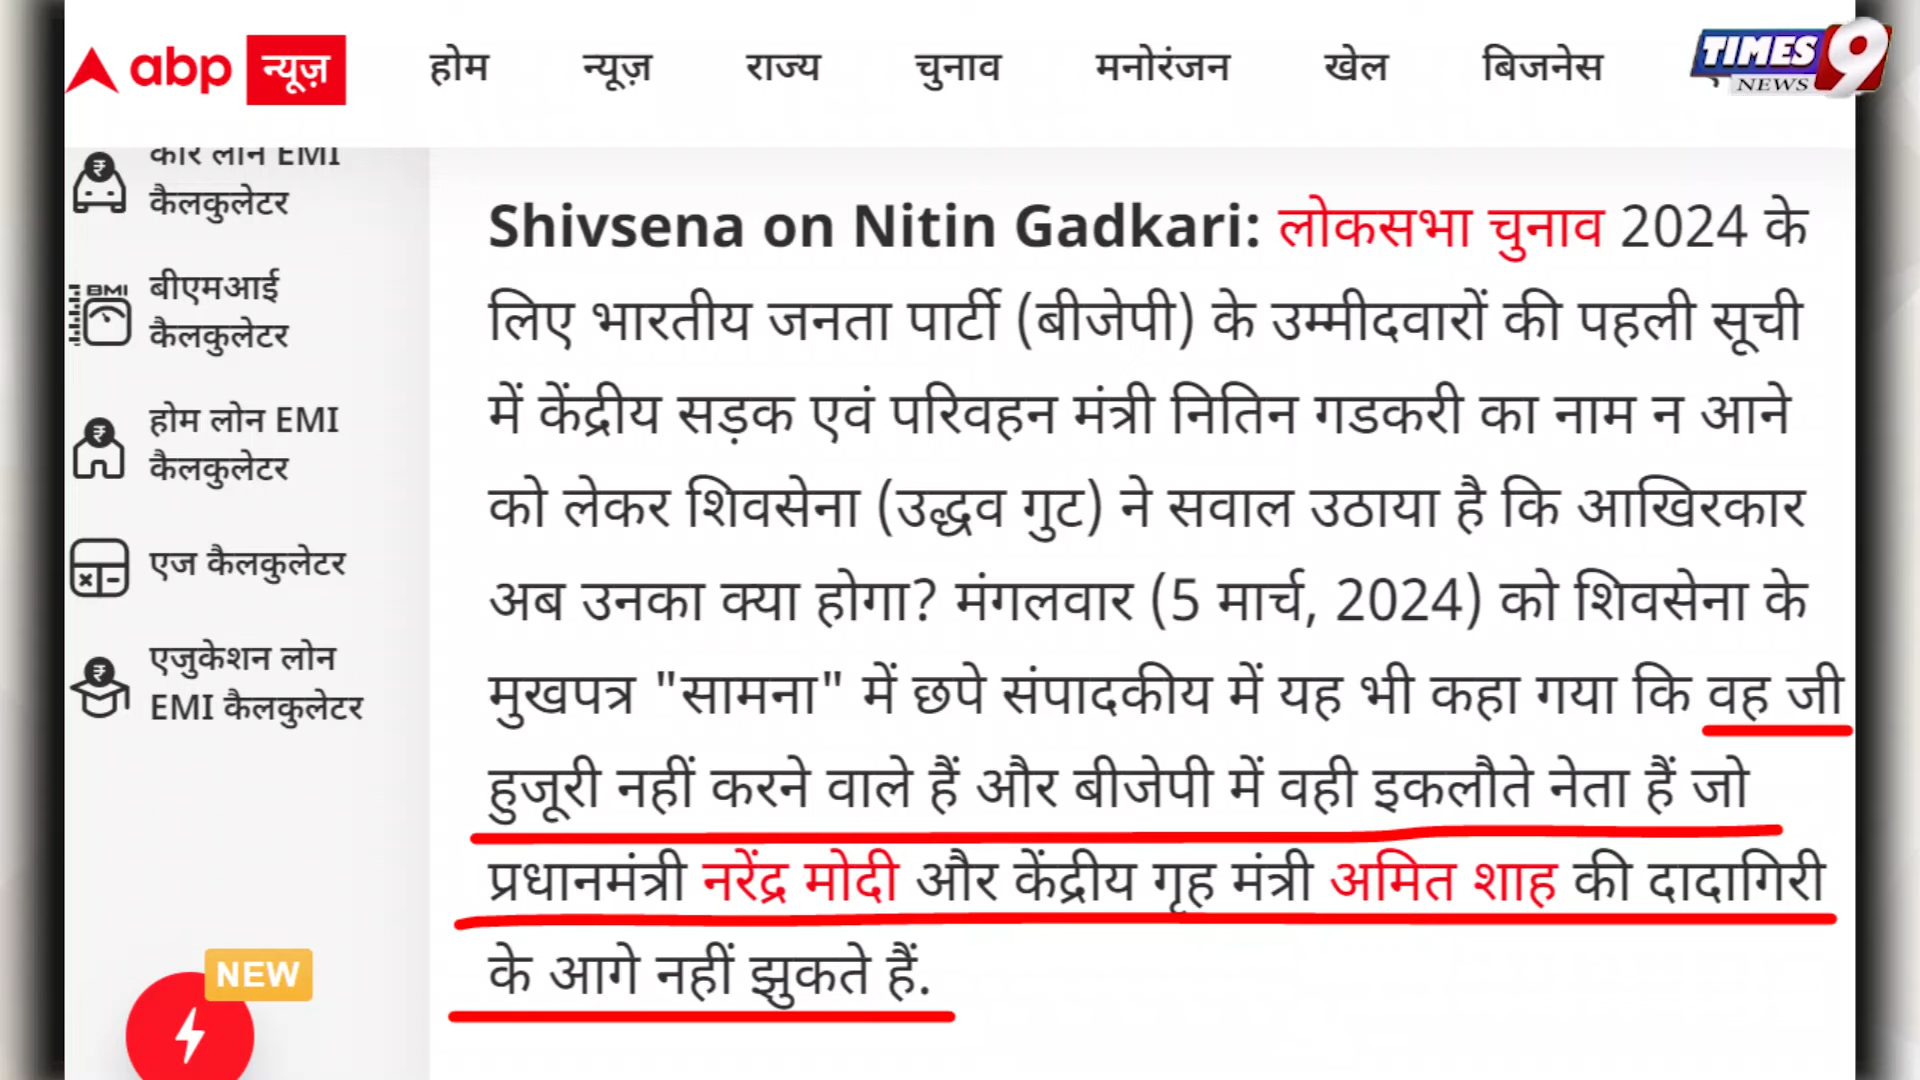 abp न्यूज़ होम न्यूज़ राज्य चुनाव मनोरंजन खेल बिजनेस
TIMES 9
NEWS
कार लोन EMI
कैलकुलेटर
BMI
बीएमआई
कैलकुलेटर
होम लोन EMI
कैलकुलेटर
एज कैलकुलेटर
एजुकेशन लोन
EMI कैलकुलेटर
NEW
Shivsena on Nitin Gadkari: लोकसभा चुनाव 2024 के
लिए भारतीय जनता पार्टी (बीजेपी) के उम्मीदवारों की पहली सूची
में केंद्रीय सड़क एवं परिवहन मंत्री नितिन गडकरी का नाम न आने
को लेकर शिवसेना (उद्धव गुट) ने सवाल उठाया है कि आखिरकार
अब उनका क्या होगा? मंगलवार (5 मार्च, 2024) को शिवसेना के
मुखपत्र "सामना" में छपे संपादकीय में यह भी कहा गया कि वह जी
हुजूरी नहीं करने वाले हैं और बीजेपी में वही इकलौते नेता हैं जो
प्रधानमंत्री नरेंद्र मोदी और केंद्रीय गृह मंत्री अमित शाह की दादागिरी
के आगे नहीं झुकते हैं.